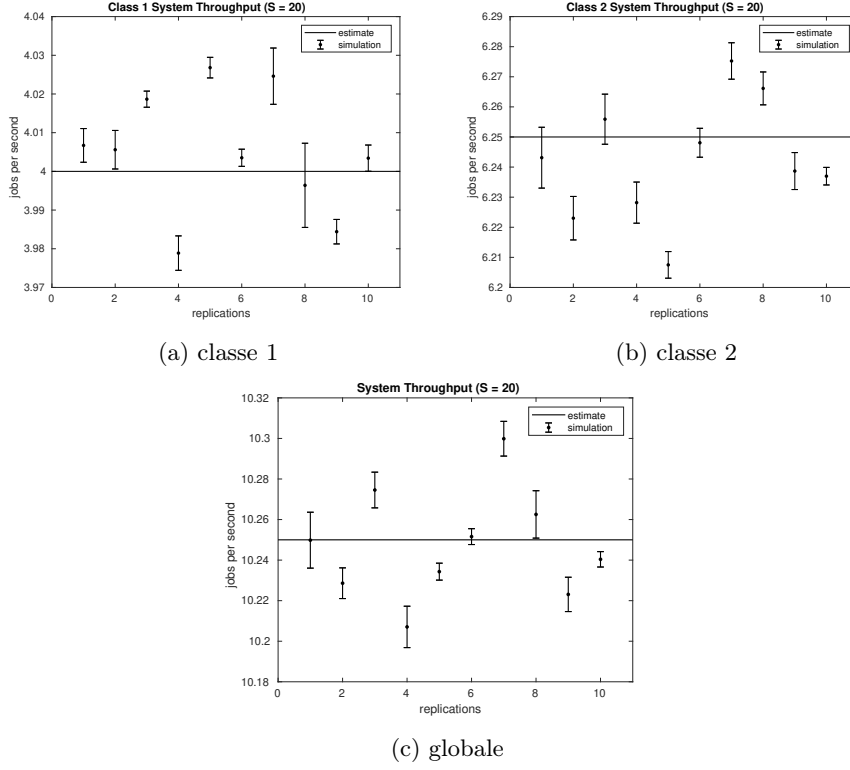 Class 1 System Throughput (S = 20)
4.04
4.03
4.02
4.01
4
3.99
3.98
3.97
jobs per second
estimate
simulation
0 2 4 6 8 10
replications
(a) classe 1
Class 2 System Throughput (S = 20)
6.29
6.28
6.27
6.26
6.25
6.24
6.23
6.22
6.21
6.2
jobs per second
estimate
simulation
0 2 4 6 8 10
replications
(b) classe 2
System Throughput (S = 20)
10.32
10.3
10.28
10.26
10.24
10.22
10.2
10.18
jobs per second
estimate
simulation
0 2 4 6 8 10
replications
(c) globale